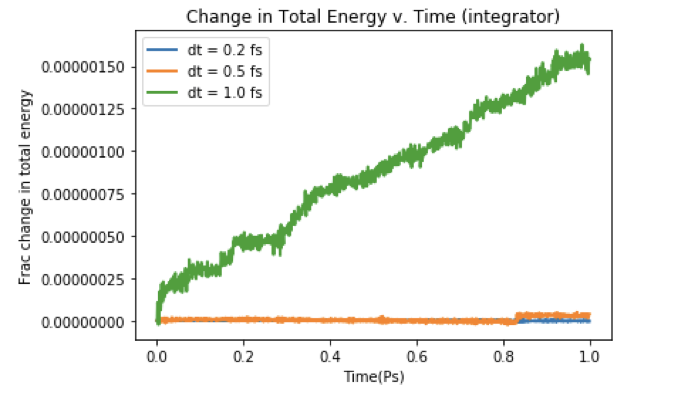 Change in Total Energy v. Time (integrator)
dt = 0.2 fs
dt = 0.5 fs
dt = 1.0 fs
Frac change in total energy
0.00000150
0.00000125
0.00000100
0.00000075
0.00000050
0.00000025
0.00000000
0.0 0.2 0.4 0.6 0.8 1.0
Time(Ps)